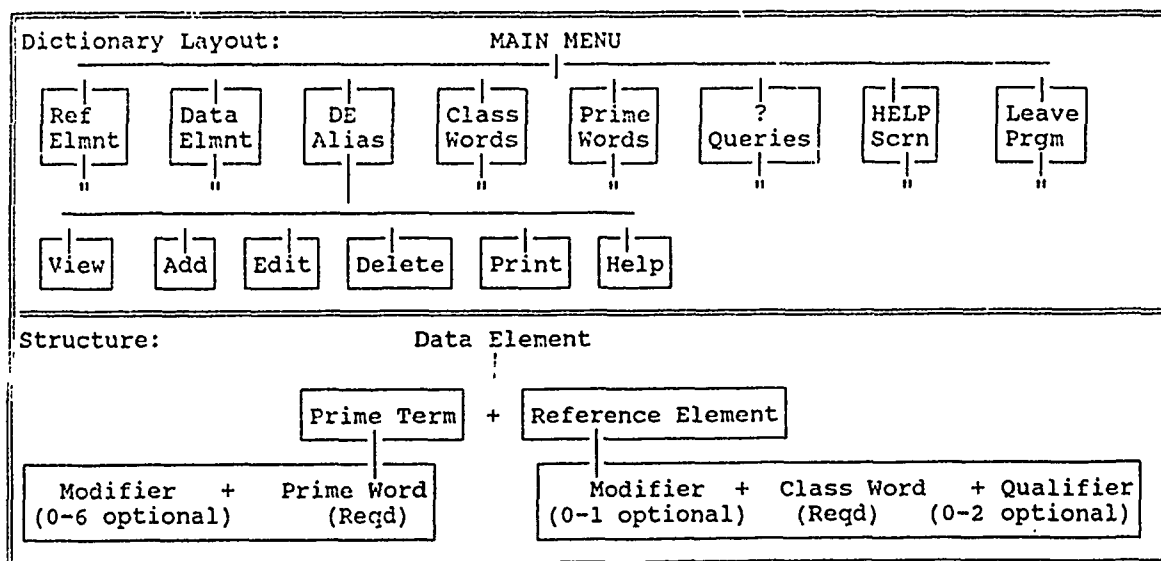 Dictionary Layout: MAIN MENU
Ref Data DE Class Prime ? HELP Leave
Elmnt Elmnt Alias Words Words Queries Scrn Prgm
" " " " " " "
View Add Edit Delete Print Help
Structure: Data Element
Prime Term + Reference Element
Modifier + Prime Word Modifier + Class Word + Qualifier
(0-6 optional) (Reqd) (0-1 optional) (Reqd) (0-2 optional)